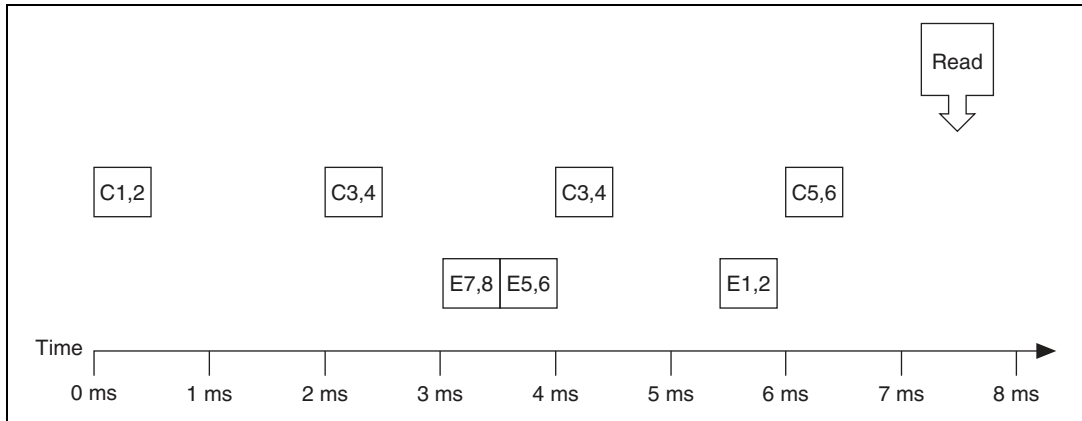 Read
C1,2 C3,4 C3,4 C5,6
E7,8 E5,6 E1,2
Time
0 ms 1 ms 2 ms 3 ms 4 ms 5 ms 6 ms 7 ms 8 ms